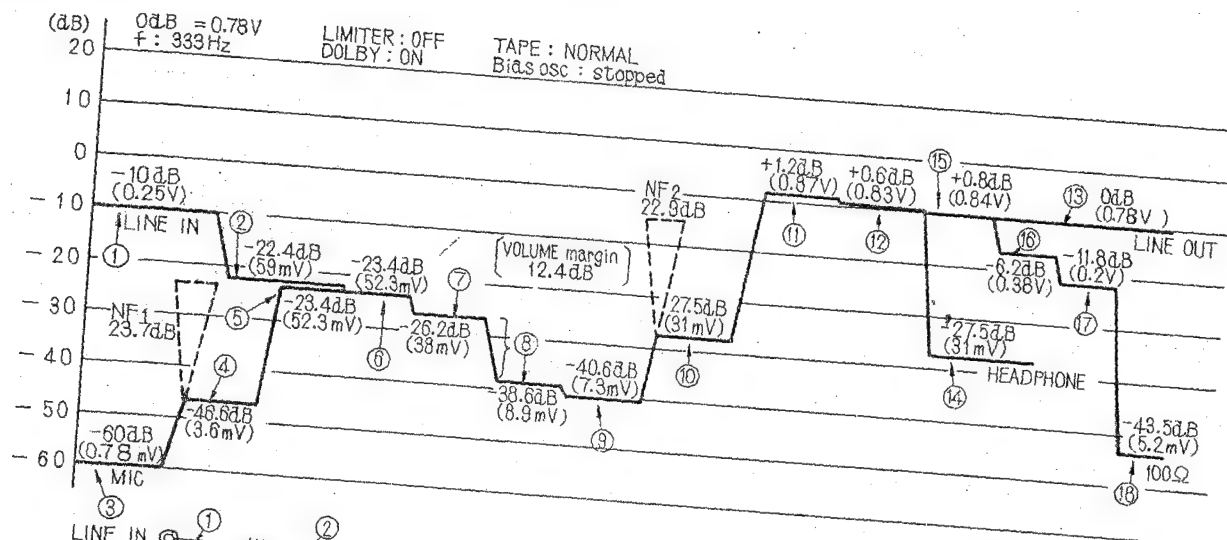 (dB)
0dB = 0.78V
f : 333Hz
LIMITER : OFF
DOLBY : ON
TAPE : NORMAL
Bias osc : stopped
20
10
0
-10
-20
-30
-40
-50
-60
-10dB
(0.25V)
LINE IN
①
②
-22.4dB
(59mV)
NF1
23.7dB
④
-46.6dB
(3.6mV)
-60dB
(0.78mV)
MIC
③
⑤
-23.4dB
(52.3mV)
-23.4dB
(52.3mV)
⑥
⑦
-26.2dB
(38mV)
VOLUME margin
12.4dB
⑧
-38.6dB
(8.9mV)
-40.6dB
(7.3mV)
⑨
NF2
22.9dB
-27.5dB
(31mV)
⑩
+1.2dB
(0.87V)
⑪
+0.6dB
(0.83V)
⑫
⑮
+0.8dB
(0.84V)
⑬
0dB
(0.78V)
LINE OUT
⑯
-6.2dB
(0.38V)
-11.8dB
(0.2V)
⑰
-27.5dB
(31mV)
⑭
HEADPHONE
-43.5dB
(5.2mV)
⑱
100Ω
LINE IN
①
②